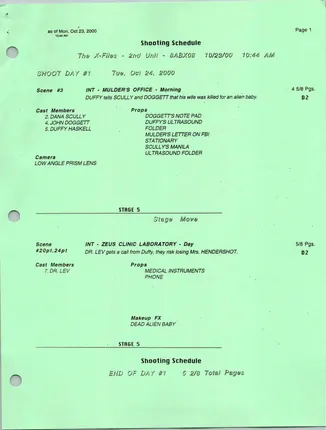 as of Mon, Oct 23, 2000
Page 1
Shooting Schedule
The X-Files - 2nd Unit - 8ABX08 10/23/00 10:44 AM
SHOOT DAY #1 Tue, Oct 24, 2000
Scene #3 INT - MULDER'S OFFICE - Morning 4 5/8 Pgs.
DUFFY tells SCULLY and DOGGETT that his wife was killed for an alien baby. D2
Cast Members Props
2. DANA SCULLY DOGGETT'S NOTE PAD
4. JOHN DOGGETT DUFFY'S ULTRASOUND
5. DUFFY HASKELL FOLDER
MULDER'S LETTER ON FBI
STATIONARY
Camera SCULLY'S MANILA
LOW ANGLE PRISM LENS ULTRASOUND FOLDER
STAGE 5
Stage Move
Scene INT - ZEUS CLINIC LABORATORY - Day 5/8 Pgs.
#20pt,24pt DR. LEV gets a call from Duffy, they risk losing Mrs. HENDERSHOT. D2
Cast Members Props
7. DR. LEV MEDICAL INSTRUMENTS
PHONE
Makeup FX
DEAD ALIEN BABY
STAGE 5
Shooting Schedule
END OF DAY #1 5 2/8 Total Pages